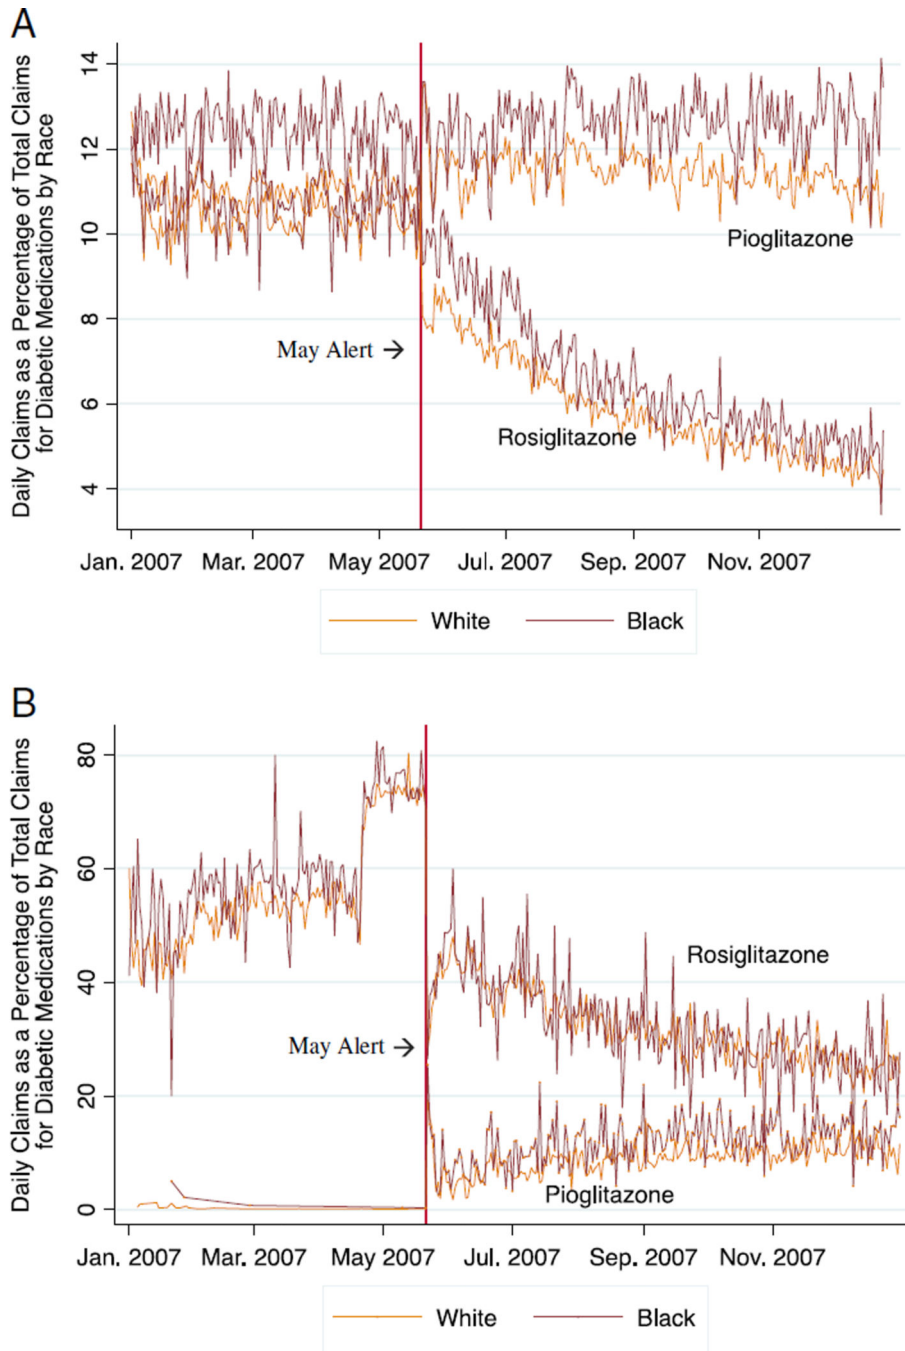 A
Daily Claims as a Percentage of Total Claims
for Diabetic Medications by Race
14
12
10
8
6
4
Pioglitazone
May Alert →
Rosiglitazone
Jan. 2007 Mar. 2007 May 2007 Jul. 2007 Sep. 2007 Nov. 2007
White Black
B
Daily Claims as a Percentage of Total Claims
for Diabetic Medications by Race
80
60
40
20
0
Rosiglitazone
May Alert →
Pioglitazone
Jan. 2007 Mar. 2007 May 2007 Jul. 2007 Sep. 2007 Nov. 2007
White Black